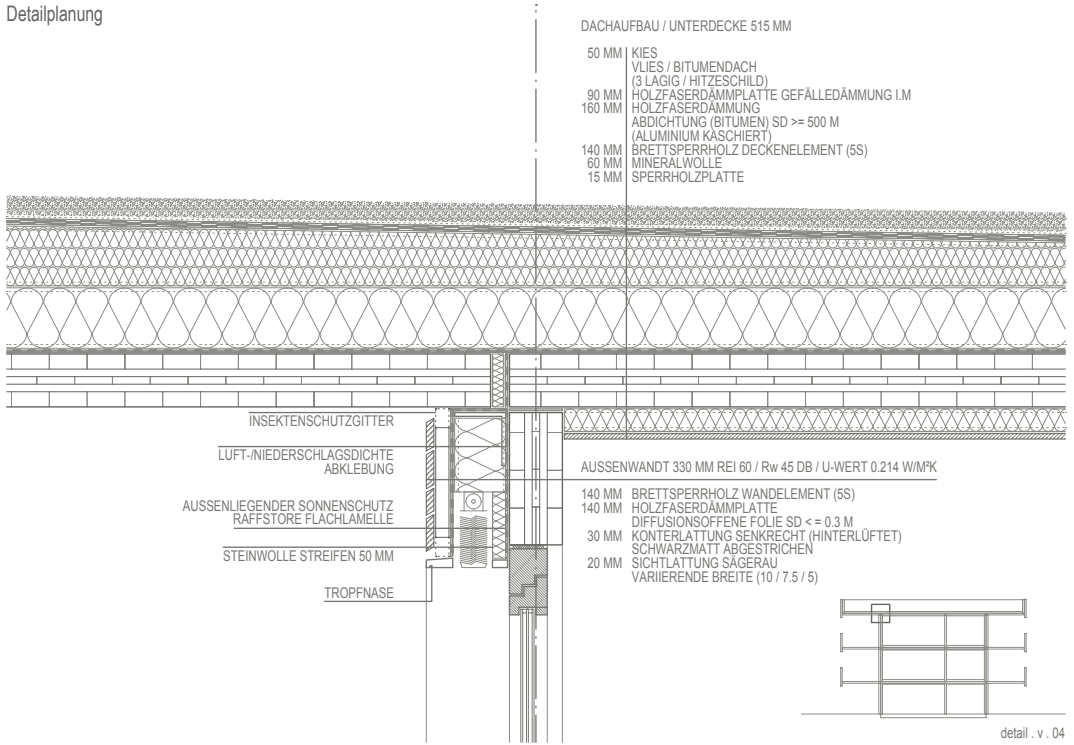 Detailplanung
DACHAUFBAU / UNTERDECKE 515 MM
50 MM KIES
VLIES / BITUMENDACH
(3 LAGIG / HITZESCHILD)
90 MM HOLZFASERDÄMMPLATTE GEFÄLLEDÄMMUNG I.M
160 MM HOLZFASERDÄMMUNG
ABDICHTUNG (BITUMEN) SD >= 500 M
(ALUMINIUM KASCHIERT)
140 MM BRETTSPERRHOLZ DECKENELEMENT (5S)
60 MM MINERALWOLLE
15 MM SPERRHOLZPLATTE
INSEKTENSCHUTZGITTER
LUFT-/NIEDERSCHLAGSDICHTE
ABKLEBUNG
AUSSENLIEGENDER SONNENSCHUTZ
RAFFSTORE FLACHLAMELLE
STEINWOLLE STREIFEN 50 MM
TROPFNASE
AUSSENWANDT 330 MM REI 60 / Rw 45 DB / U-WERT 0.214 W/M²K
140 MM BRETTSPERRHOLZ WANDELEMENT (5S)
140 MM HOLZFASERDÄMMPLATTE
DIFFUSIONSOFFENE FOLIE SD < = 0.3 M
30 MM KONTERLATTUNG SENKRECHT (HINTERLÜFTET)
SCHWARZMATT ABGESTRICHEN
20 MM SICHTLATTUNG SÄGERAU
VARIIERENDE BREITE (10 / 7.5 / 5)
detail . v . 04